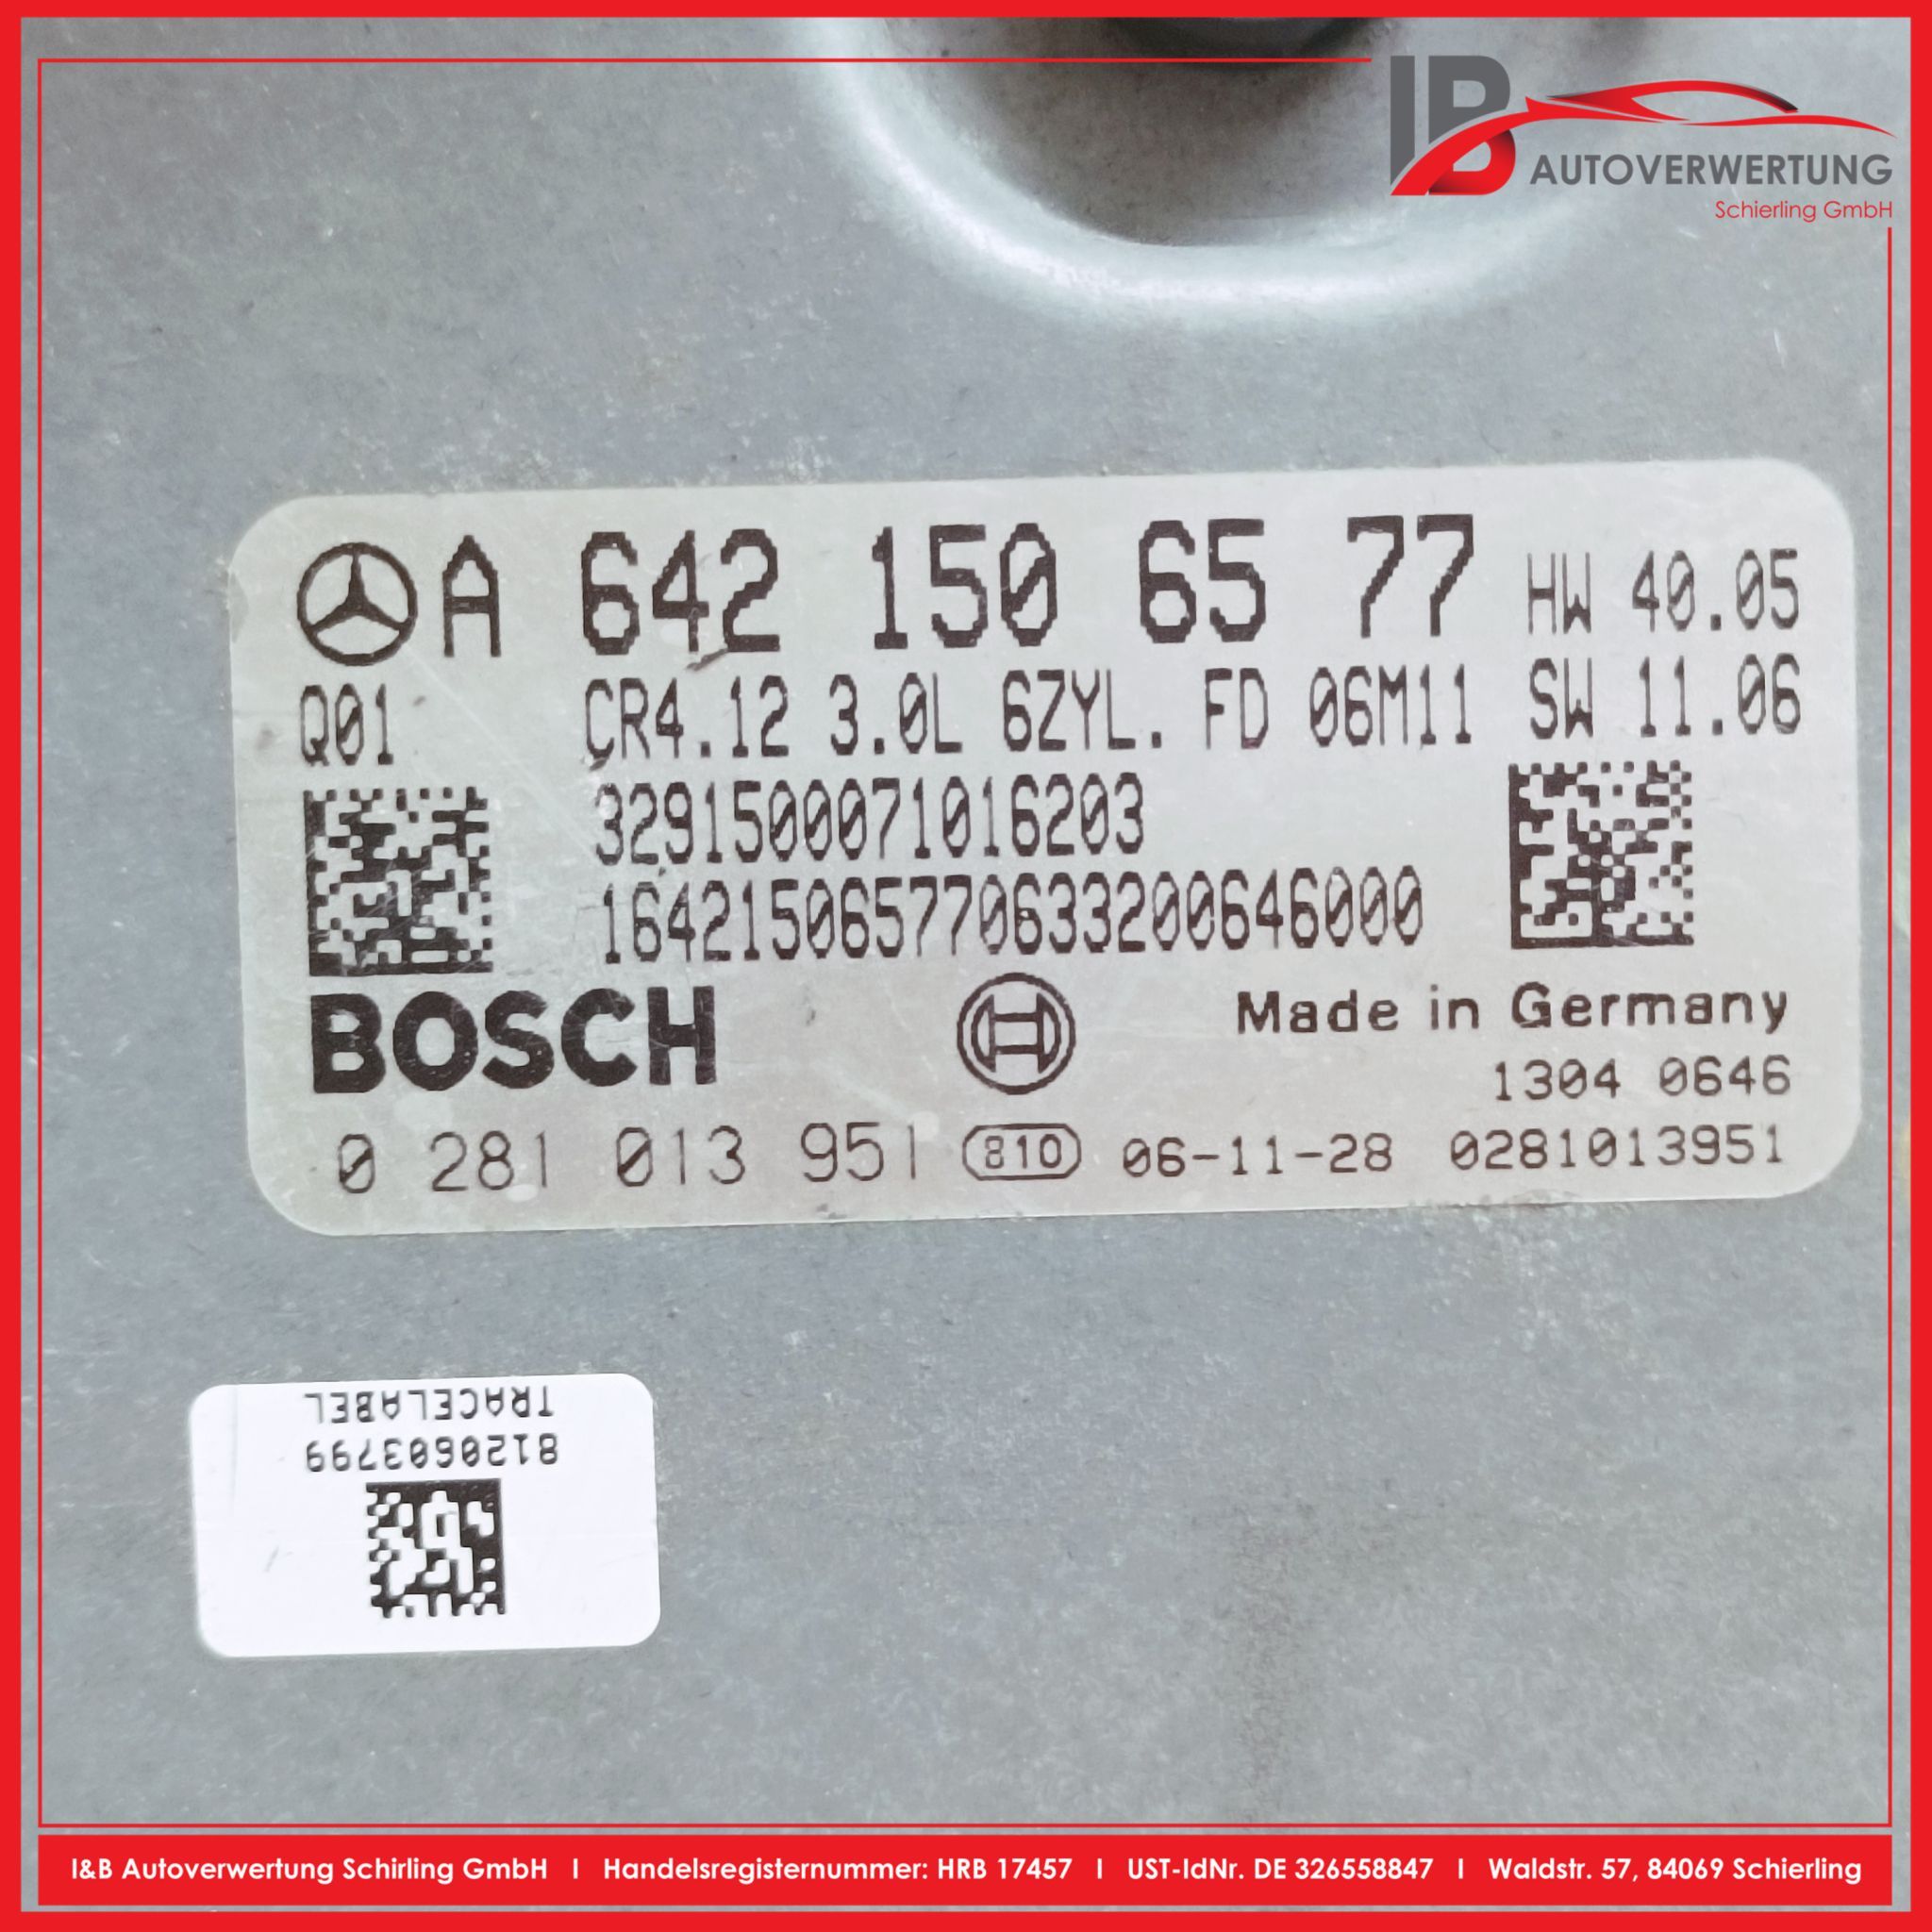 IB
AUTOVERWERTUNG
Schierling GmbH
A 642 150 65 77 HW 40.05
Q01 CR4.12 3.0L 6ZYL. FD 06M11 SW 11.06
3291500071016203
164215065770633200646000
BOSCH Made in Germany
1304 0646
0 281 013 951 810 06-11-28 0281013951
TRACELABEL
8120603799
I&B Autoverwertung Schirling GmbH I Handelsregisternummer: HRB 17457 I UST-IdNr. DE 326558847 I Waldstr. 57, 84069 Schierling